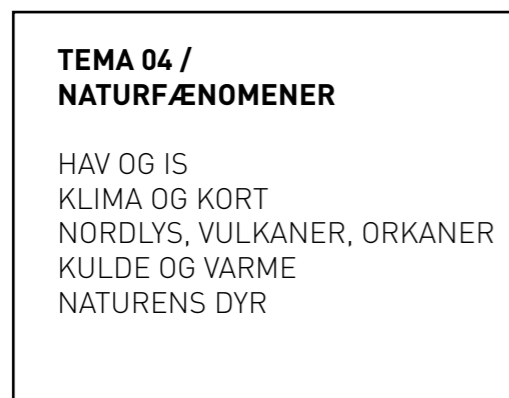 TEMA 04 /
NATURFÆNOMENER
HAV OG IS
KLIMA OG KORT
NORDLYS, VULKANER, ORKANER
KULDE OG VARME
NATURENS DYR